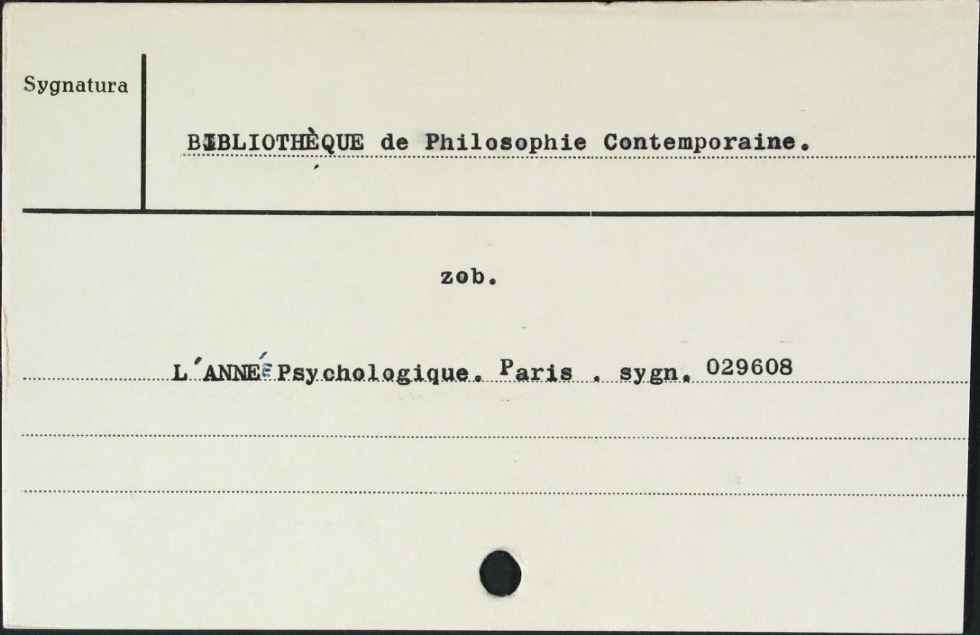 Sygnatura
BIBLIOTHÈQUE de Philosophie Contemporaine.
zob.
L'ANNÉE Psychologique. Paris . sygn. 029608